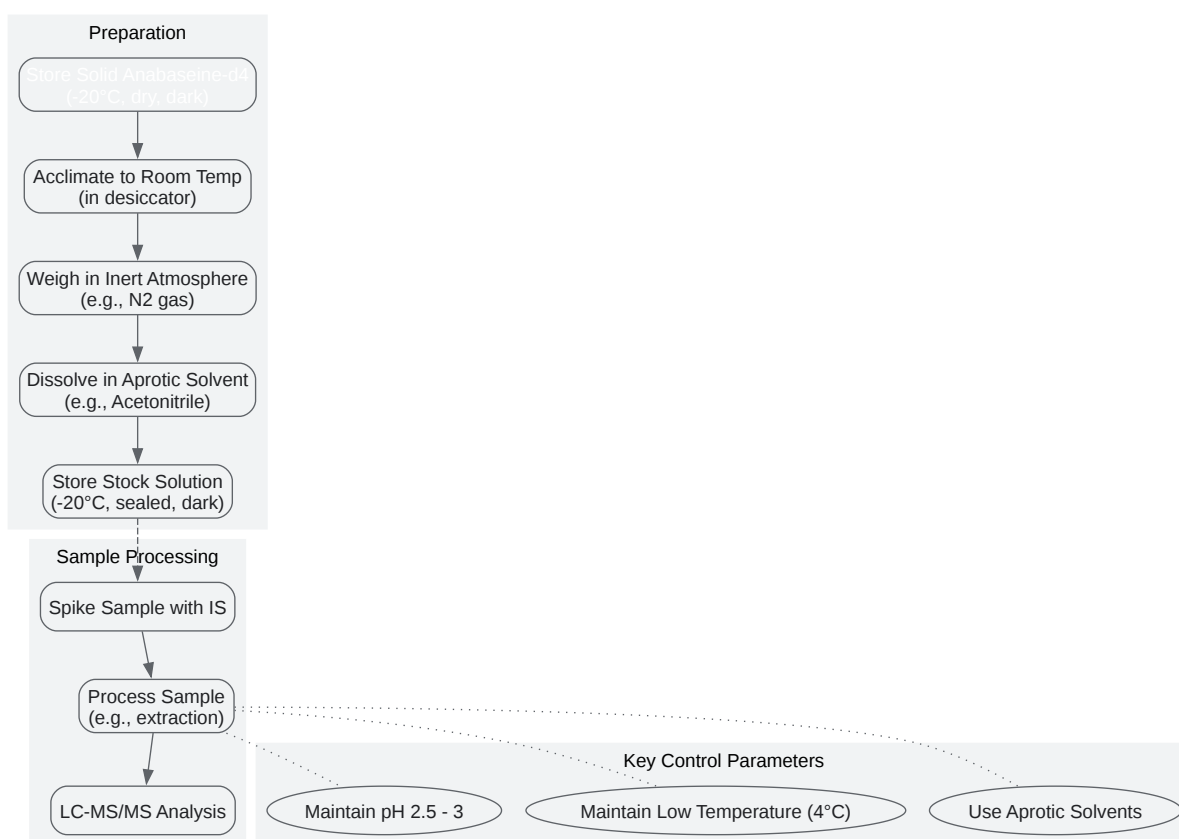 Preparation
Store Solid Anabaseine-d4
(-20°C, dry, dark)
Acclimate to Room Temp
(in desiccator)
Weigh in Inert Atmosphere
(e.g., N2 gas)
Dissolve in Aprotic Solvent
(e.g., Acetonitrile)
Store Stock Solution
(-20°C, sealed, dark)
Sample Processing
Spike Sample with IS
Process Sample
(e.g., extraction)
LC-MS/MS Analysis
Key Control Parameters
Maintain pH 2.5 - 3
Maintain Low Temperature (4°C)
Use Aprotic Solvents